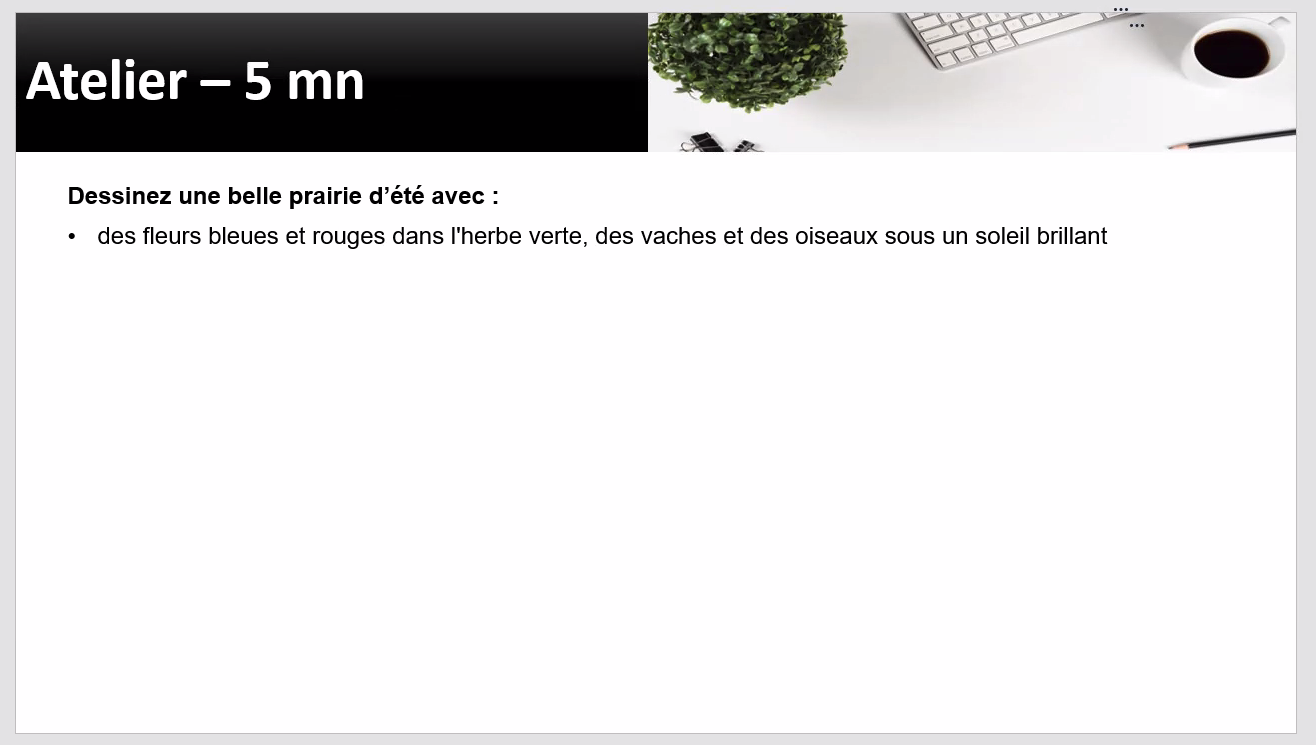 Atelier – 5 mn
Dessinez une belle prairie d’été avec :
• des fleurs bleues et rouges dans l'herbe verte, des vaches et des oiseaux sous un soleil brillant